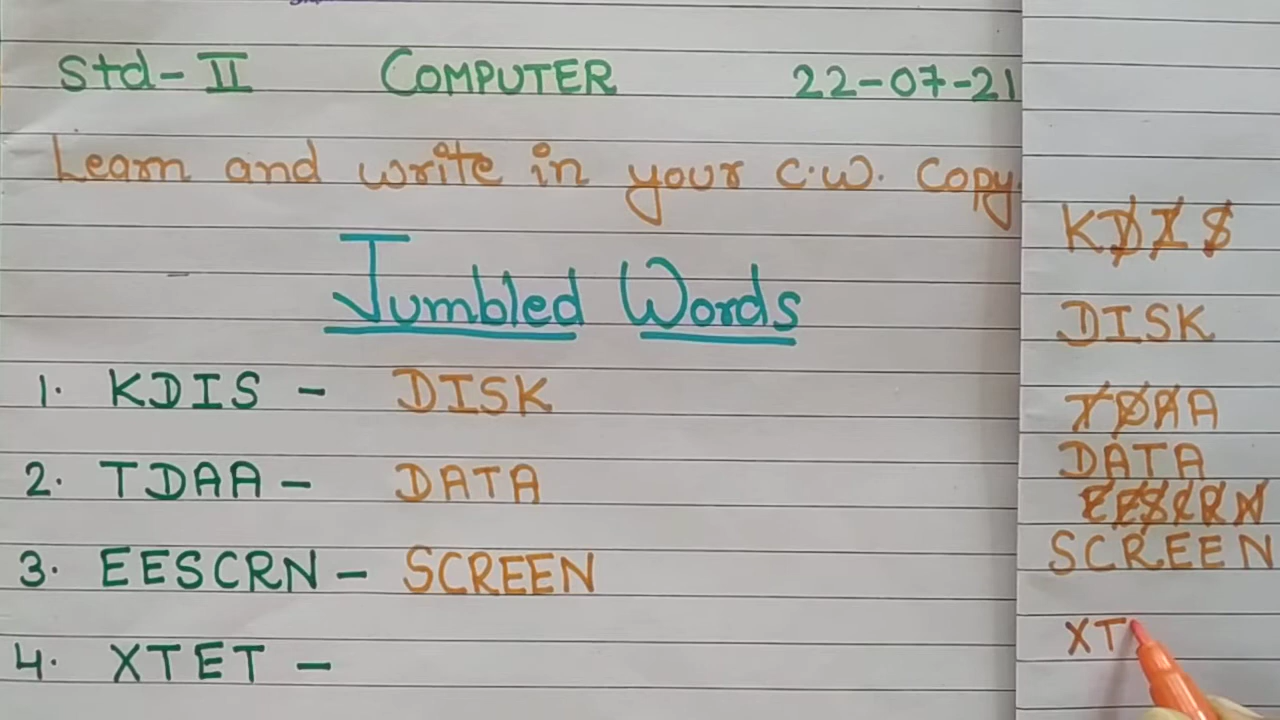 Std-II COMPUTER 22-07-21
Learn and write in your C.W. Copy.
Jumbled Words
1. KDIS - DISK
2. TDAA - DATA
3. EESCRN - SCREEN
4. XTET -
KDIS
DISK
TDAA
DATA
EESCRN
SCREEN
XT